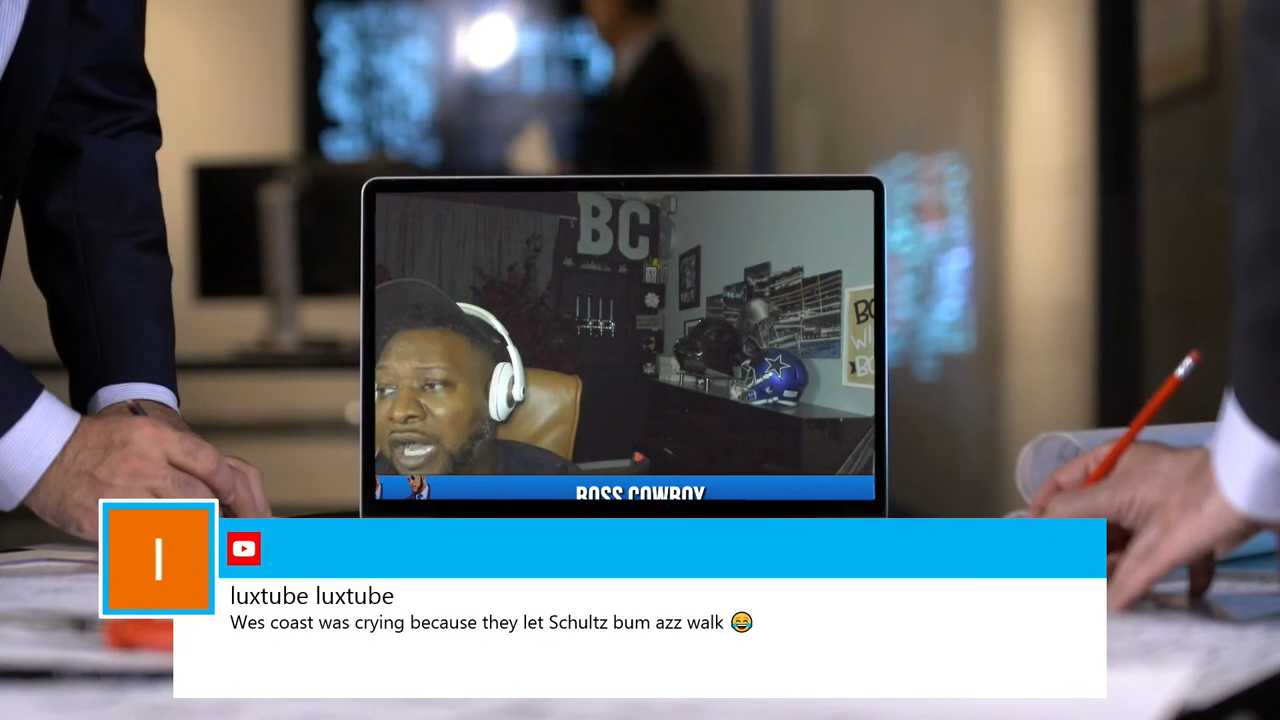 BC
BOSS COWBOY
l
luxtube luxtube
Wes coast was crying because they let Schultz bum azz walk 😂